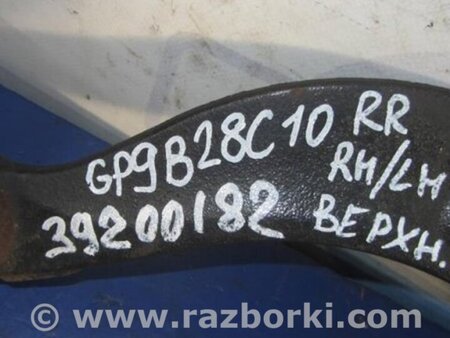 GP9B28C10 RR
39200182 RH/LH
ВЕРХН.
© www.razborki.com